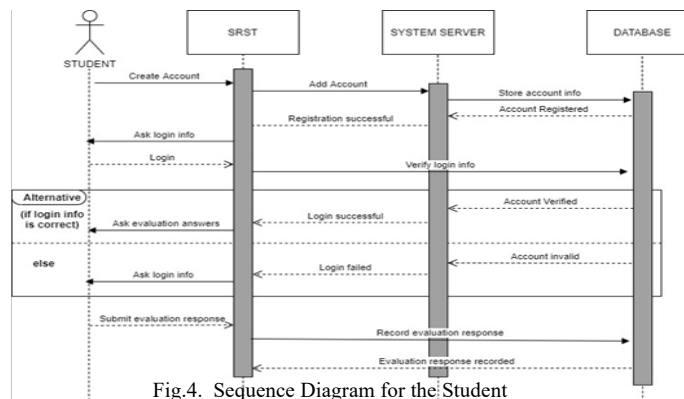 SRST
SYSTEM SERVER
DATABASE
STUDENT
Create Account
Add Account
Store account info
Account Registered
Registration successful
Ask login info
Login
Verify login info
Alternative
(if login info
is correct)
Account Verified
Login successful
Ask evaluation answers
else
Account invalid
Login failed
Ask login info
Submit evaluation response
Record evaluation response
Evaluation response recorded
Fig.4. Sequence Diagram for the Student